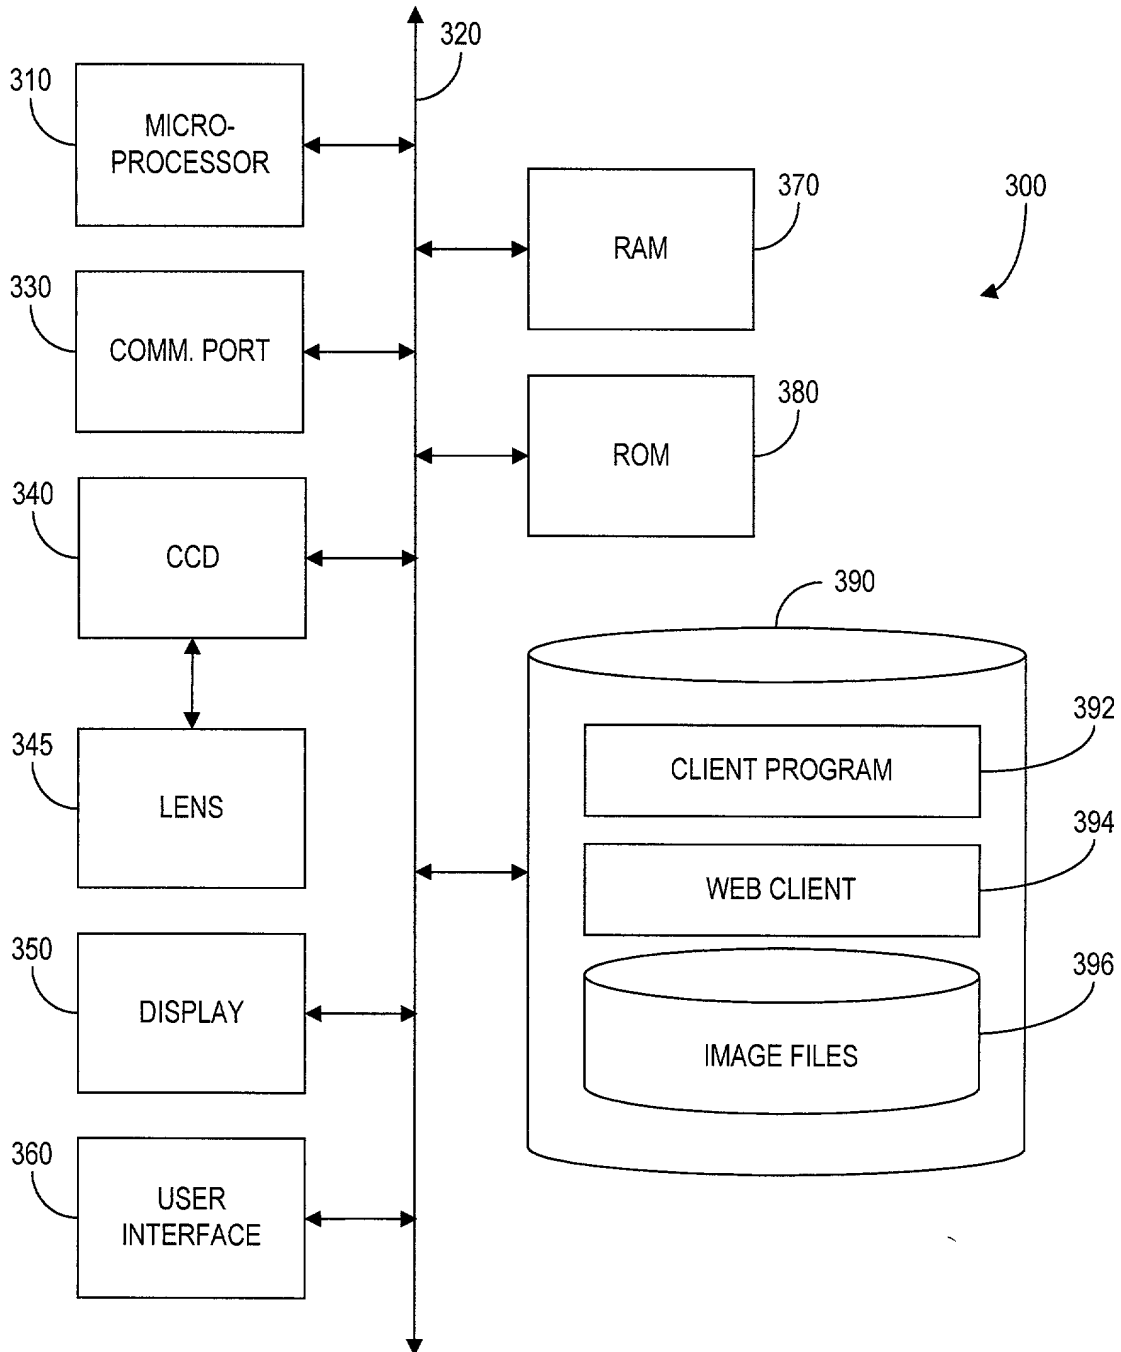 320
310
MICRO-
PROCESSOR
370
RAM
300
330
COMM. PORT
380
ROM
340
CCD
390
392
CLIENT PROGRAM
345
LENS
394
WEB CLIENT
350
DISPLAY
396
IMAGE FILES
360
USER
INTERFACE